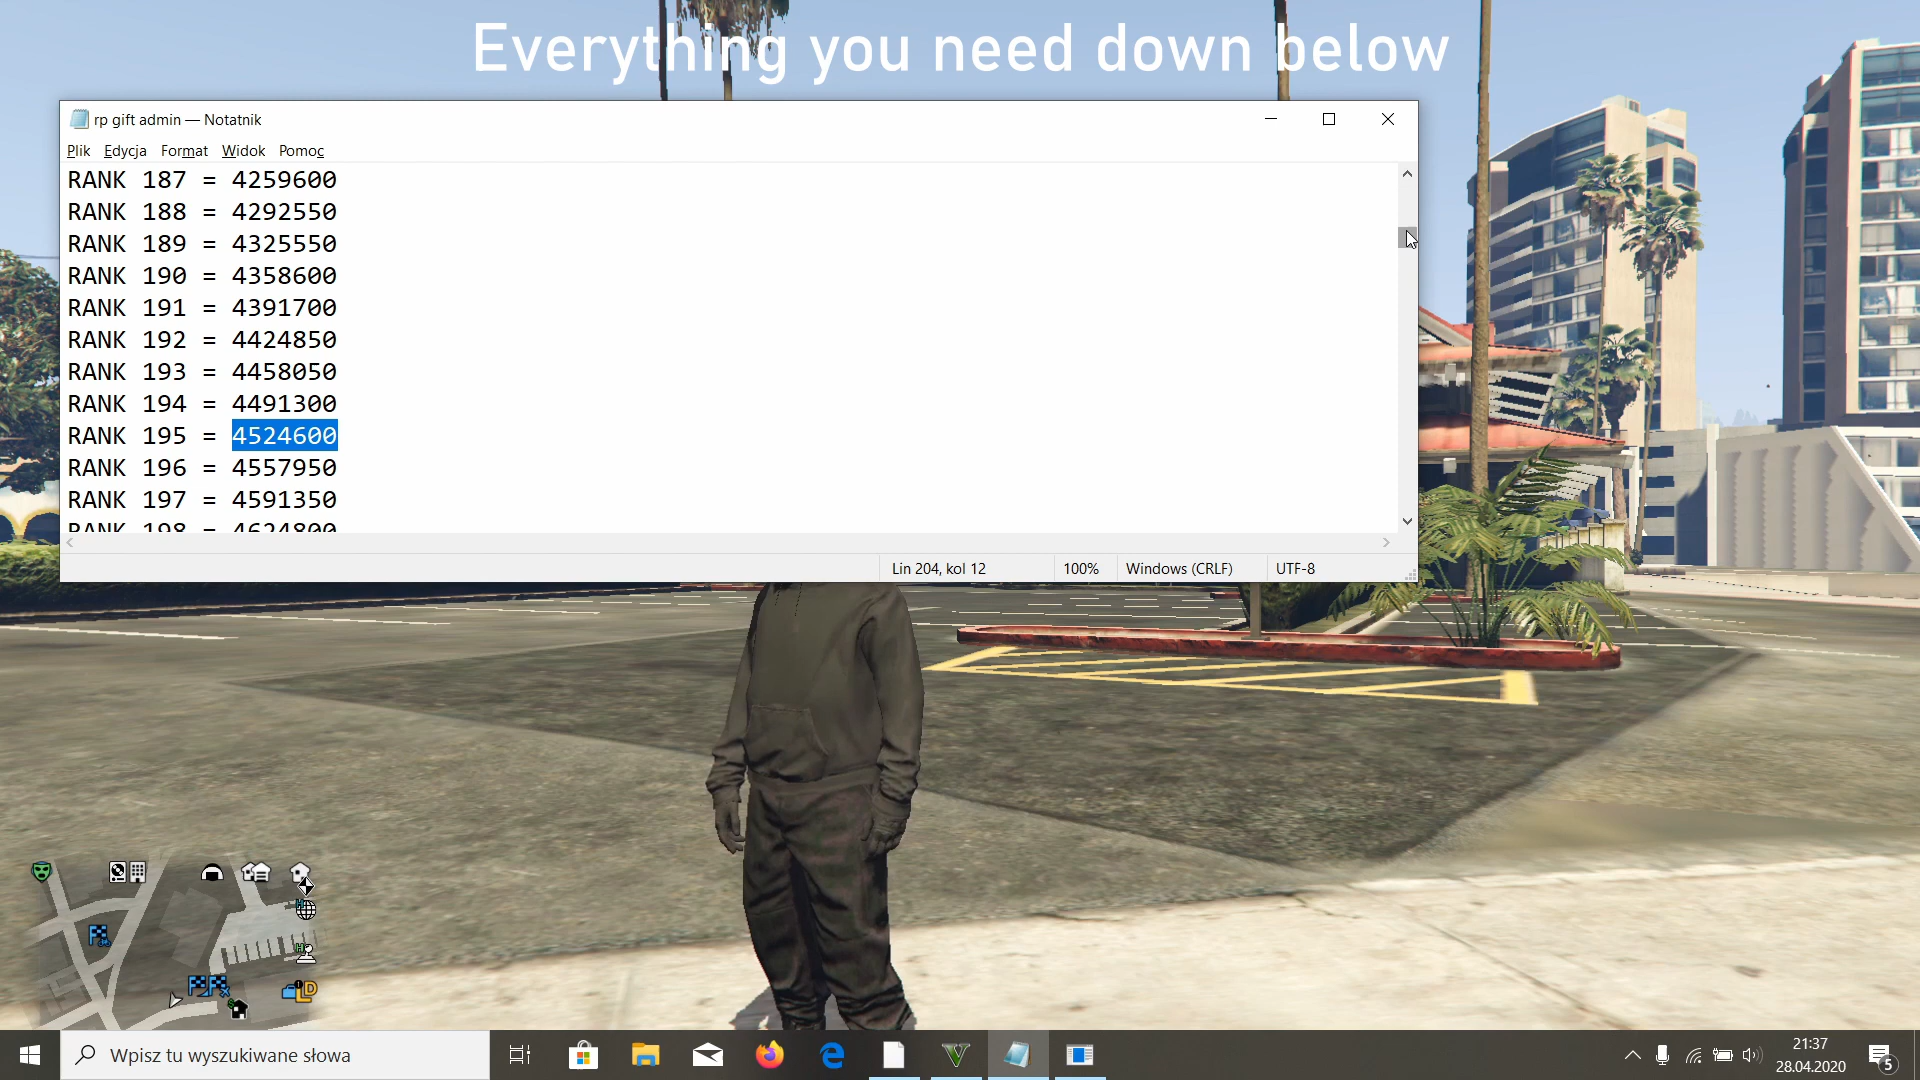 Everything you need down below
rp gift admin — Notatnik
Plik Edycja Format Widok Pomoc
RANK 187 = 4259600
RANK 188 = 4292550
RANK 189 = 4325550
RANK 190 = 4358600
RANK 191 = 4391700
RANK 192 = 4424850
RANK 193 = 4458050
RANK 194 = 4491300
RANK 195 = 4524600
RANK 196 = 4557950
RANK 197 = 4591350
RANK 198 = 4624800
Lin 204, kol 12 100% Windows (CRLF) UTF-8
Wpisz tu wyszukiwane słowa
21:37
28.04.2020
5